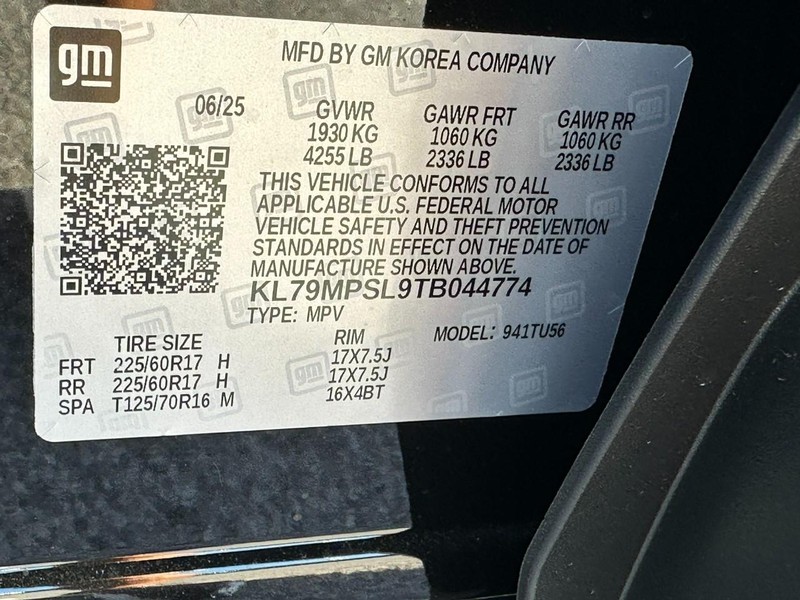 gm
MFD BY GM KOREA COMPANY
06/25
GVWR GAWR FRT GAWR RR
1930 KG 1060 KG 1060 KG
4255 LB 2336 LB 2336 LB
THIS VEHICLE CONFORMS TO ALL
APPLICABLE U.S. FEDERAL MOTOR
VEHICLE SAFETY AND THEFT PREVENTION
STANDARDS IN EFFECT ON THE DATE OF
MANUFACTURE SHOWN ABOVE.
KL79MPSL9TB044774
TYPE: MPV MODEL: 941TU56
TIRE SIZE RIM
FRT 225/60R17 H 17X7.5J
RR 225/60R17 H 17X7.5J
SPA T125/70R16 M 16X4BT